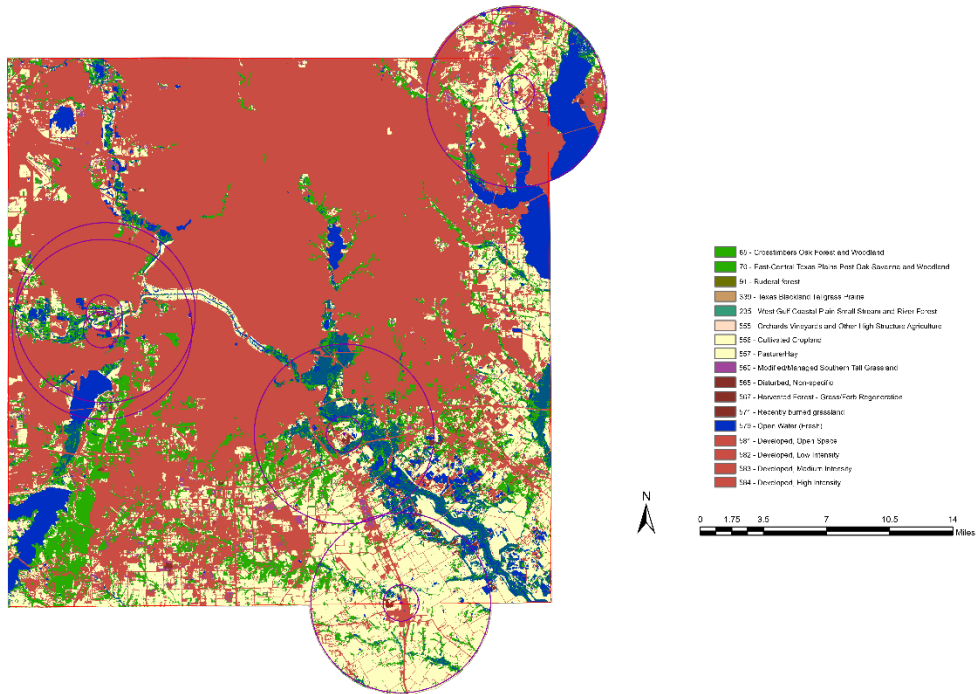 65 - Crosstimbers Oak Forest and Woodland
70 - East-Central Texas Plains Post Oak Savanna and Woodland
91 - Ruderal forest
330 - Texas Blackland Tallgrass Prairie
205 - West Gulf Coastal Plain Small Stream and River Forest
555 - Orchards Vineyards and Other High Structure Agriculture
556 - Cultivated Cropland
557 - Pasture/Hay
560 - Modified/Managed Southern Tall Grassland
565 - Disturbed, Non-specific
567 - Harvested Forest - Grass/Forb Regeneration
571 - Recently burned grassland
579 - Open Water (Fresh)
581 - Developed, Open Space
582 - Developed, Low Intensity
583 - Developed, Medium Intensity
584 - Developed, High Intensity
N
0 1.75 3.5 7 10.5 14
Miles